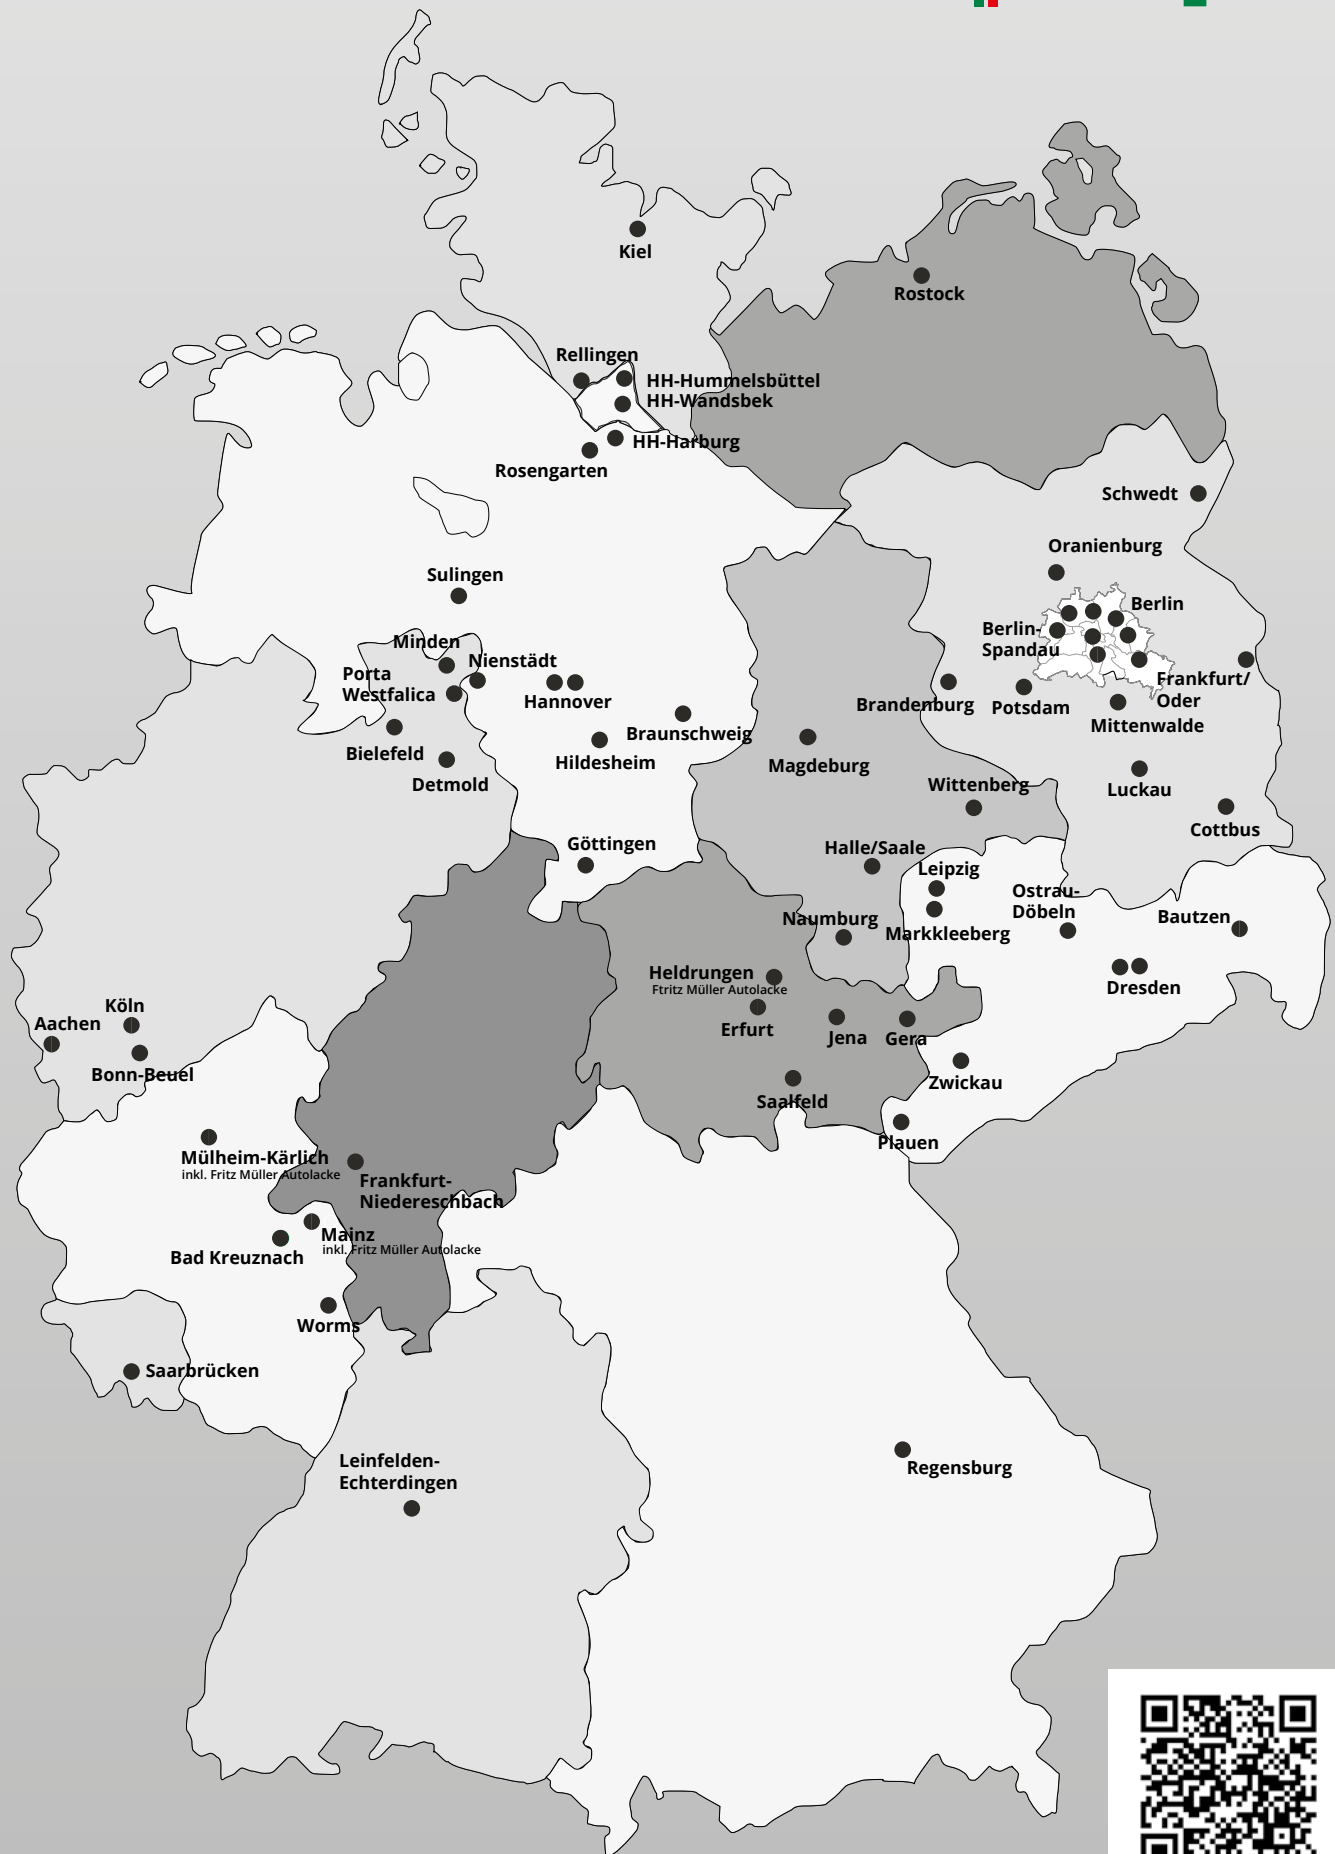 Kiel
Rostock
Rellingen
HH-Hummelsbüttel
HH-Wandsbek
HH-Harburg
Rosengarten
Schwedt
Oranienburg
Sulingen
Berlin
Berlin-
Spandau
Minden
Nienstädt
Porta
Westfalica
Hannover
Frankfurt/
Oder
Brandenburg
Potsdam
Mittenwalde
Braunschweig
Bielefeld
Hildesheim
Magdeburg
Detmold
Wittenberg
Luckau
Cottbus
Göttingen
Halle/Saale
Leipzig
Ostrau-
Döbeln
Naumburg
Markkleeberg
Bautzen
Heldrungen
Ftritz Müller Autolacke
Dresden
Köln
Aachen
Erfurt
Jena
Gera
Bonn-Beuel
Zwickau
Saalfeld
Plauen
Mülheim-Kärlich
inkl. Fritz Müller Autolacke
Frankfurt-
Niedereschbach
Mainz
inkl. Fritz Müller Autolacke
Bad Kreuznach
Worms
Saarbrücken
Leinfelden-
Echterdingen
Regensburg